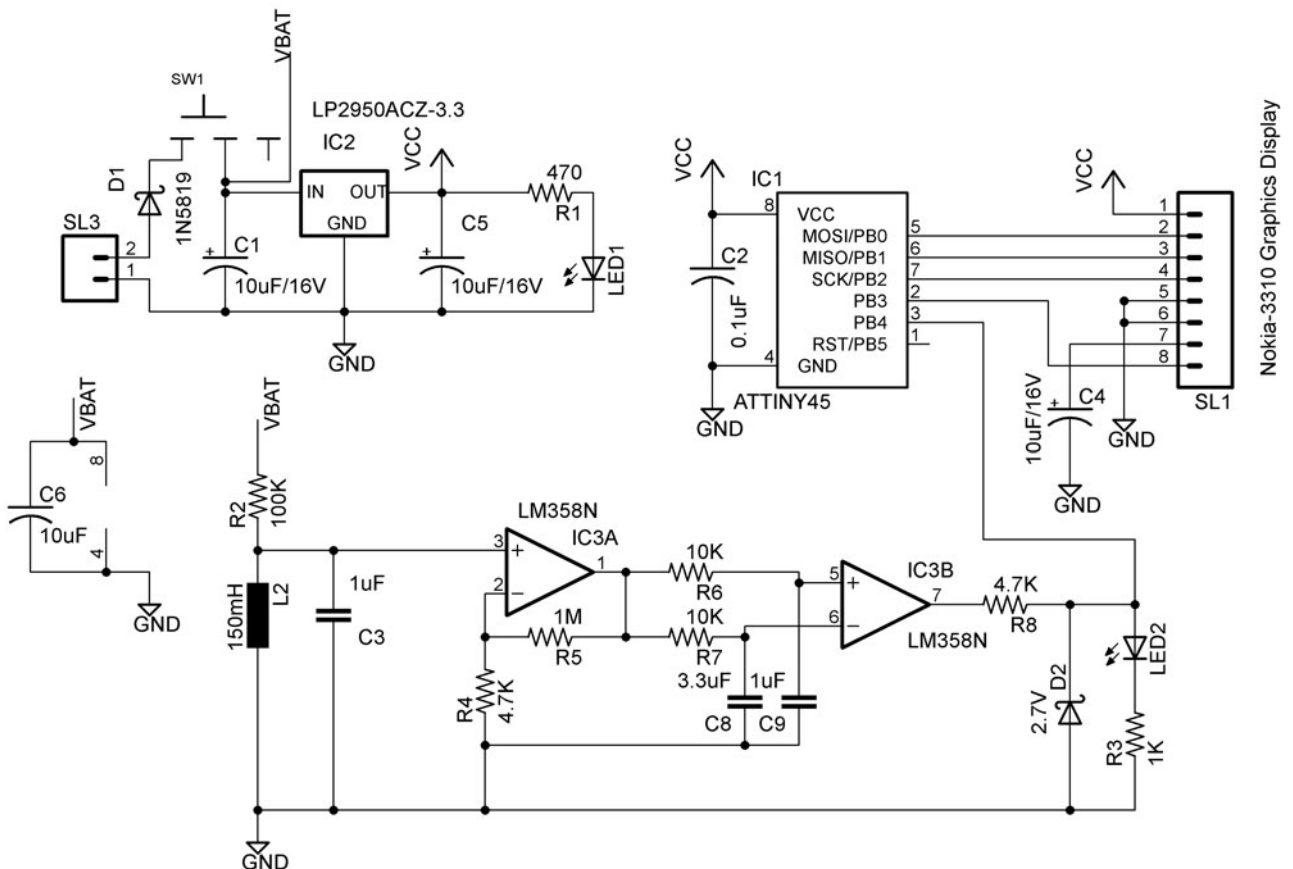 VBAT
SW1
LP2950ACZ-3.3
IC2
VCC
470
R1
D1
1N5819
IN
OUT
GND
SL3
2
1
C1
+
10uF/16V
C5
+
10uF/16V
LED1
GND
VCC
IC1
8
VCC
MOSI/PB0
MISO/PB1
SCK/PB2
PB3
PB4
RST/PB5
GND
5
6
7
2
3
1
4
C2
0.1uF
GND
ATTINY45
VCC
1
2
3
4
5
6
7
8
SL1
Nokia-3310 Graphics Display
10uF/16V
+
C4
GND
GND
VBAT
8
C6
10uF
4
GND
VBAT
R2
100K
150mH
L2
1uF
C3
GND
LM358N
IC3A
3
+
2
−
1
1M
R5
R4
4.7K
10K
R6
10K
R7
3.3uF
C8
1uF
C9
5
+
6
−
7
IC3B
LM358N
4.7K
R8
2.7V
D2
LED2
R3
1K